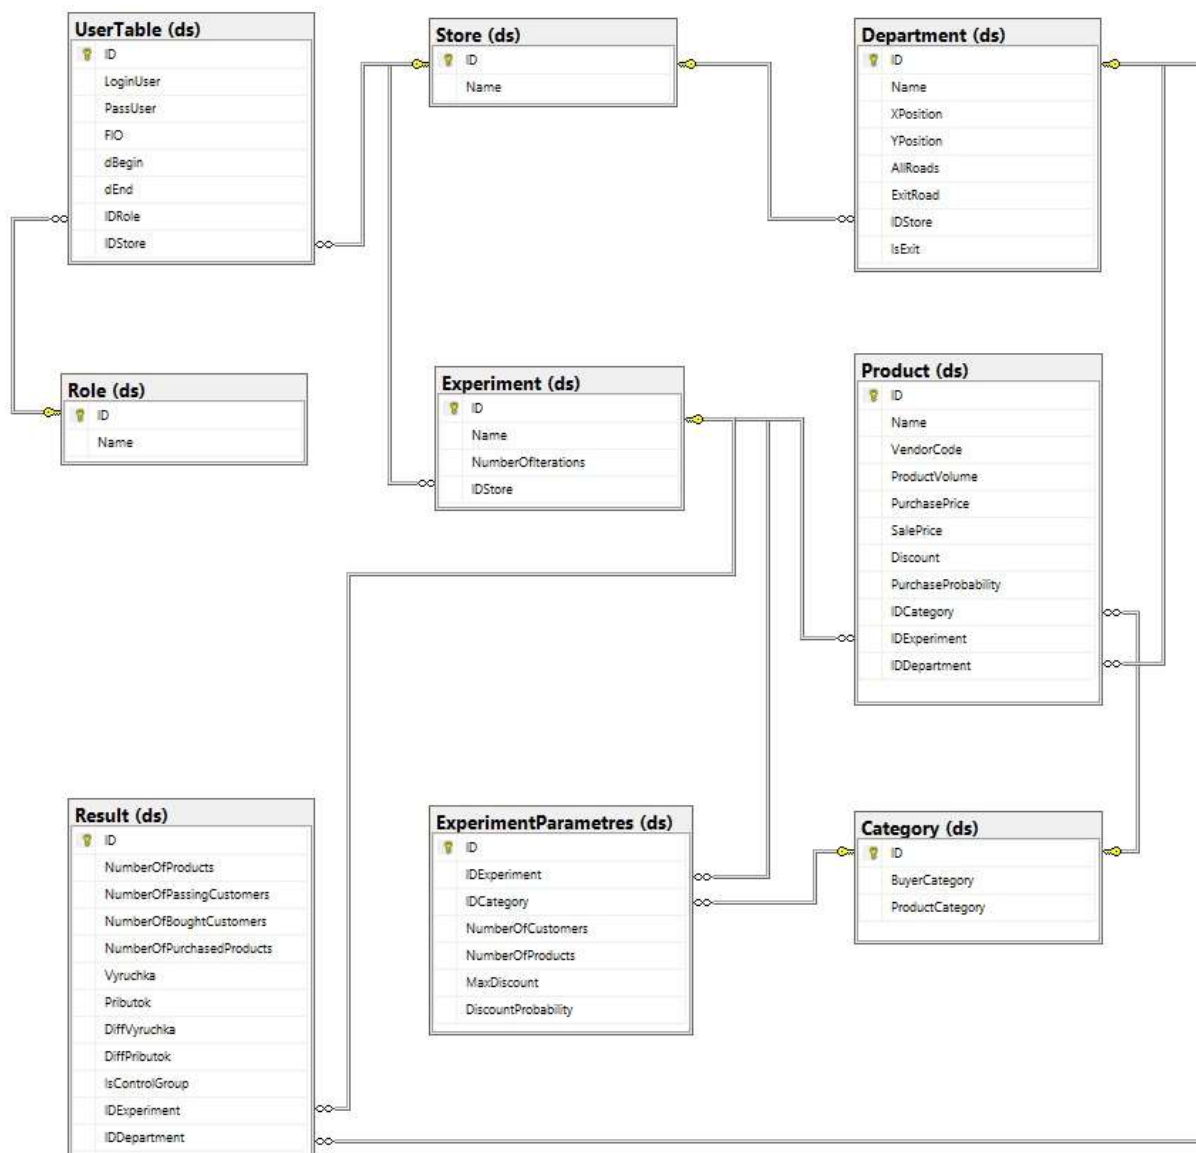 UserTable (ds)
ID
LoginUser
PassUser
FIO
dBegin
dEnd
IDRole
IDStore
Store (ds)
ID
Name
Department (ds)
ID
Name
XPosition
YPosition
AllRoads
ExitRoad
IDStore
IsExit
Role (ds)
ID
Name
Experiment (ds)
ID
Name
NumberOfIterations
IDStore
Product (ds)
ID
Name
VendorCode
ProductVolume
PurchasePrice
SalePrice
Discount
PurchaseProbability
IDCategory
IDExperiment
IDDepartment
Result (ds)
ID
NumberOfProducts
NumberOfPassingCustomers
NumberOfBoughtCustomers
NumberOfPurchasedProducts
Vyruchka
Pributok
DiffVyruchka
DiffPributok
IsControlGroup
IDExperiment
IDDepartment
ExperimentParametres (ds)
ID
IDExperiment
IDCategory
NumberOfCustomers
NumberOfProducts
MaxDiscount
DiscountProbability
Category (ds)
ID
BuyerCategory
ProductCategory